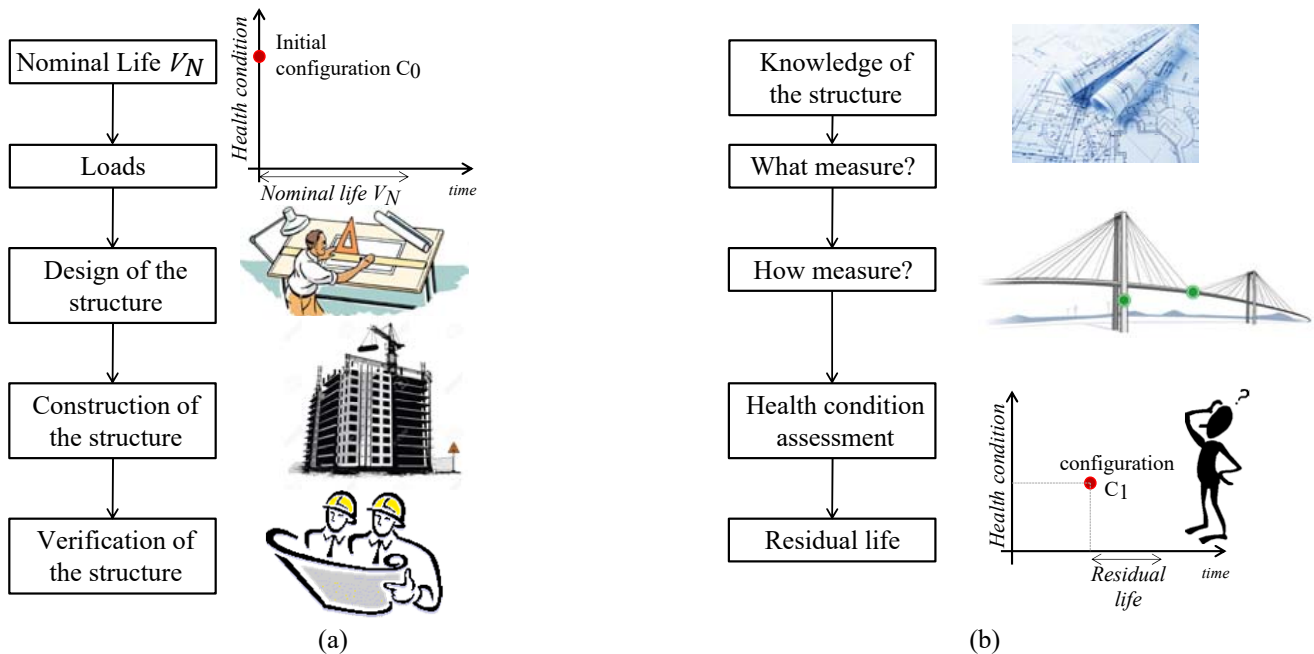 Nominal Life V_N
Loads
Design of the
structure
Construction of
the structure
Verification of
the structure
Health condition
Initial
configuration C0
Nominal life V_N
time
(a)
Knowledge of
the structure
What measure?
How measure?
Health condition
assessment
Residual life
Health condition
configuration
C1
?
Residual
life
time
(b)